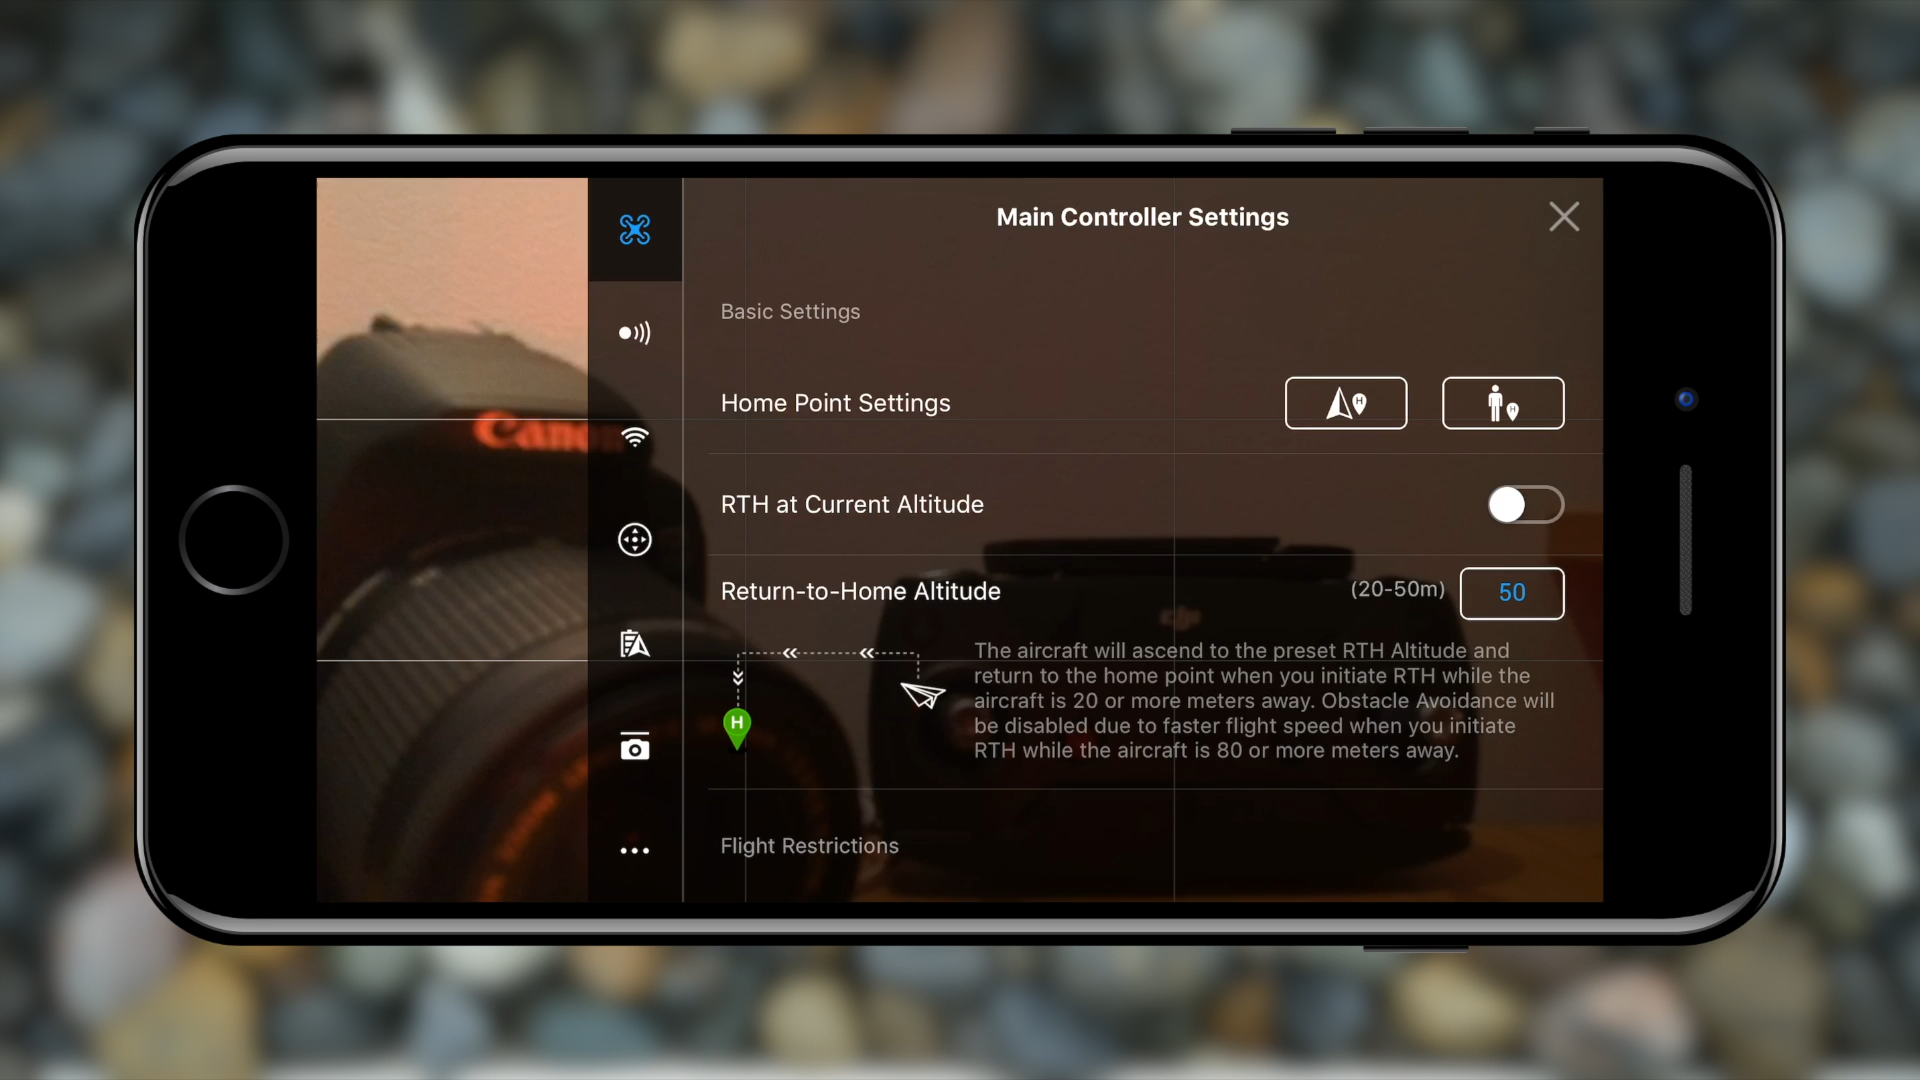 Main Controller Settings
Basic Settings
Home Point Settings
H
H
RTH at Current Altitude
Return-to-Home Altitude (20-50m) 50
The aircraft will ascend to the preset RTH Altitude and
return to the home point when you initiate RTH while the
aircraft is 20 or more meters away. Obstacle Avoidance will
be disabled due to faster flight speed when you initiate
RTH while the aircraft is 80 or more meters away.
H
Flight Restrictions
dji